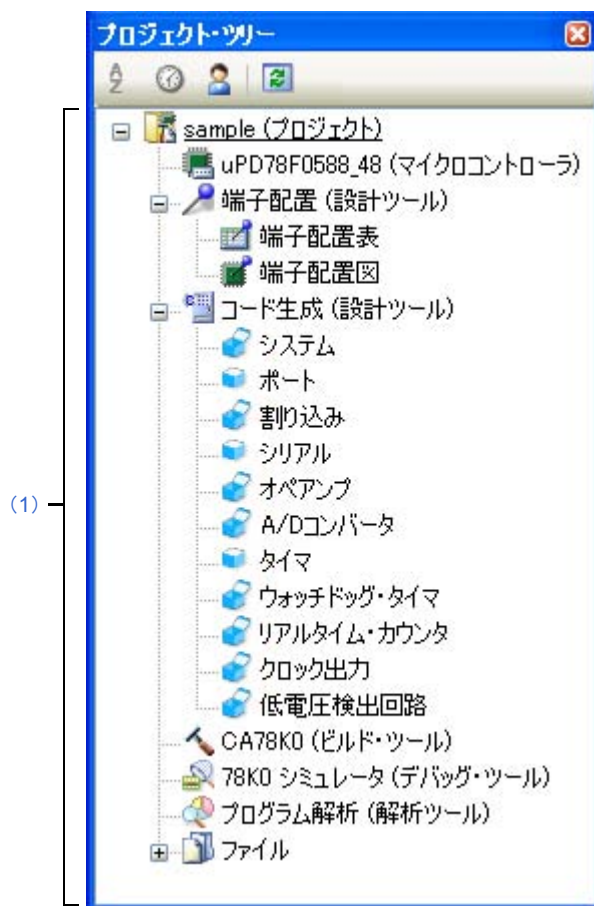 プロジェクト・ツリー
sample (プロジェクト)
uPD78F0588_48 (マイクロコントローラ)
端子配置 (設計ツール)
端子配置表
端子配置図
コード生成 (設計ツール)
システム
ポート
割り込み
シリアル
(1)
オペアンプ
A/Dコンバータ
タイマ
ウォッチドッグ・タイマ
リアルタイム・カウンタ
クロック出力
低電圧検出回路
CA78K0 (ビルド・ツール)
78K0 シミュレータ (デバッグ・ツール)
プログラム解析 (解析ツール)
ファイル